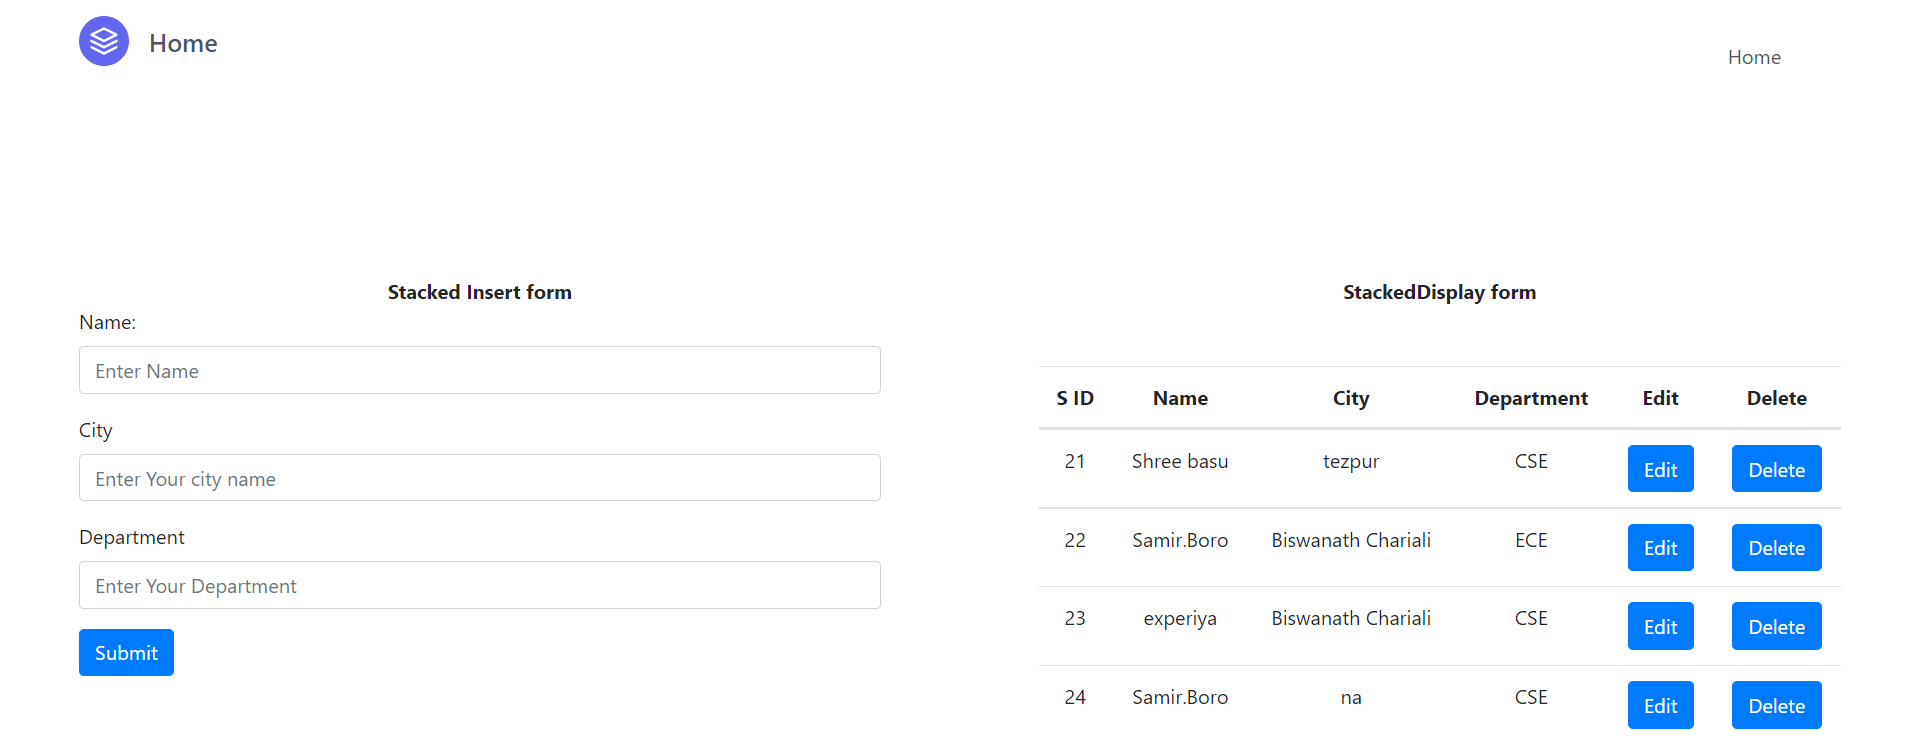 Home
Home
Stacked Insert form
Name:
Enter Name
City
Enter Your city name
Department
Enter Your Department
Submit
StackedDisplay form
S ID Name City Department Edit Delete
21 Shree basu tezpur CSE Edit Delete
22 Samir.Boro Biswanath Chariali ECE Edit Delete
23 experiya Biswanath Chariali CSE Edit Delete
24 Samir.Boro na CSE Edit Delete